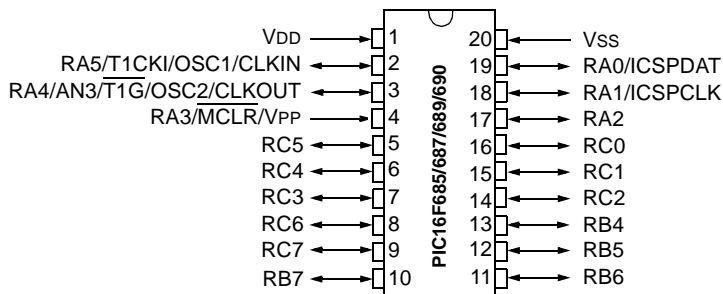 VDD 1 20 VSS
RA5/T1CKI/OSC1/CLKIN 2 19 RA0/ICSPDAT
RA4/AN3/T1G/OSC2/CLKOUT 3 18 RA1/ICSPCLK
RA3/MCLR/VPP 4 17 RA2
RC5 5 16 RC0
RC4 6 15 RC1
RC3 7 14 RC2
RC6 8 13 RB4
RC7 9 12 RB5
RB7 10 11 RB6
PIC16F685/687/689/690